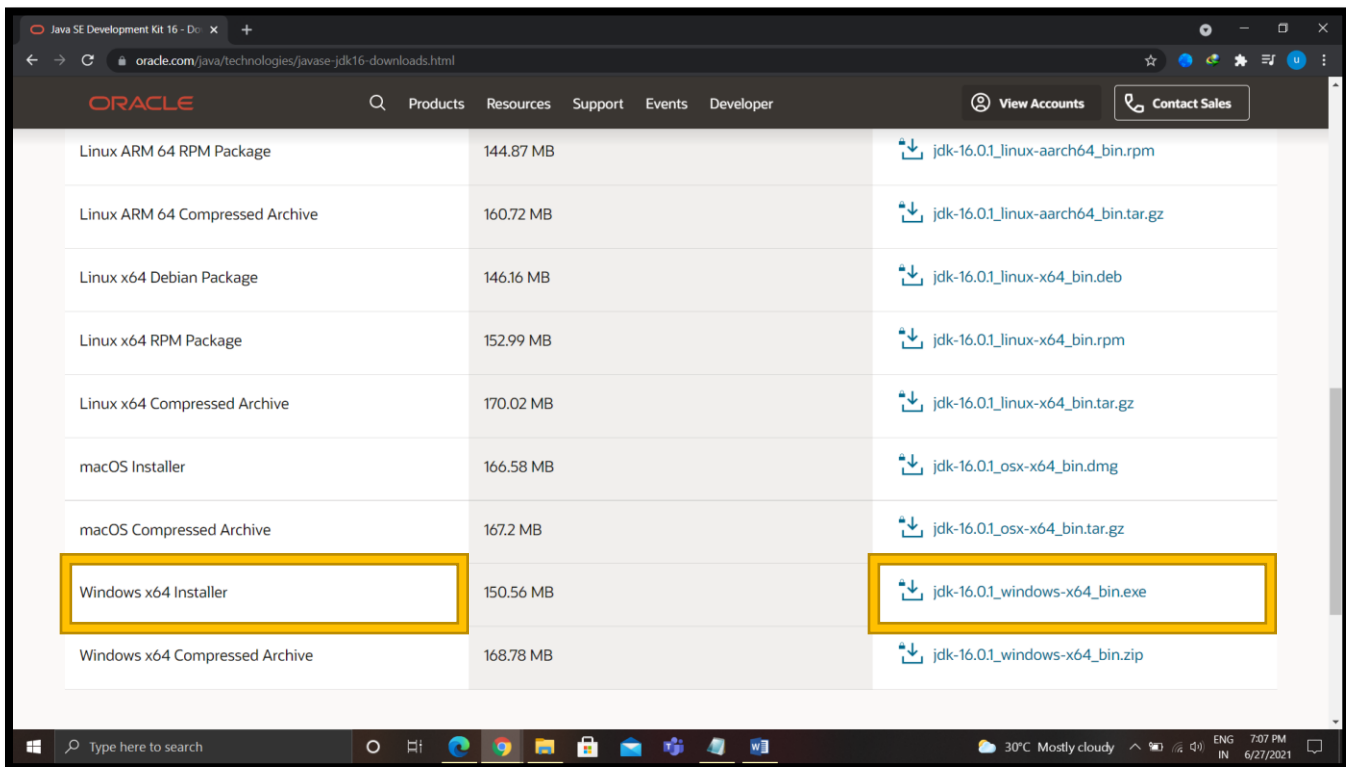 Java SE Development Kit 16 - Do
oracle.com/java/technologies/javase-jdk16-downloads.html
U
ORACLE Products Resources Support Events Developer View Accounts Contact Sales
Linux ARM 64 RPM Package 144.87 MB jdk-16.0.1_linux-aarch64_bin.rpm
Linux ARM 64 Compressed Archive 160.72 MB jdk-16.0.1_linux-aarch64_bin.tar.gz
Linux x64 Debian Package 146.16 MB jdk-16.0.1_linux-x64_bin.deb
Linux x64 RPM Package 152.99 MB jdk-16.0.1_linux-x64_bin.rpm
Linux x64 Compressed Archive 170.02 MB jdk-16.0.1_linux-x64_bin.tar.gz
macOS Installer 166.58 MB jdk-16.0.1_osx-x64_bin.dmg
macOS Compressed Archive 167.2 MB jdk-16.0.1_osx-x64_bin.tar.gz
Windows x64 Installer 150.56 MB jdk-16.0.1_windows-x64_bin.exe
Windows x64 Compressed Archive 168.78 MB jdk-16.0.1_windows-x64_bin.zip
Type here to search 30°C Mostly cloudy ENG 7:07 PM
IN 6/27/2021